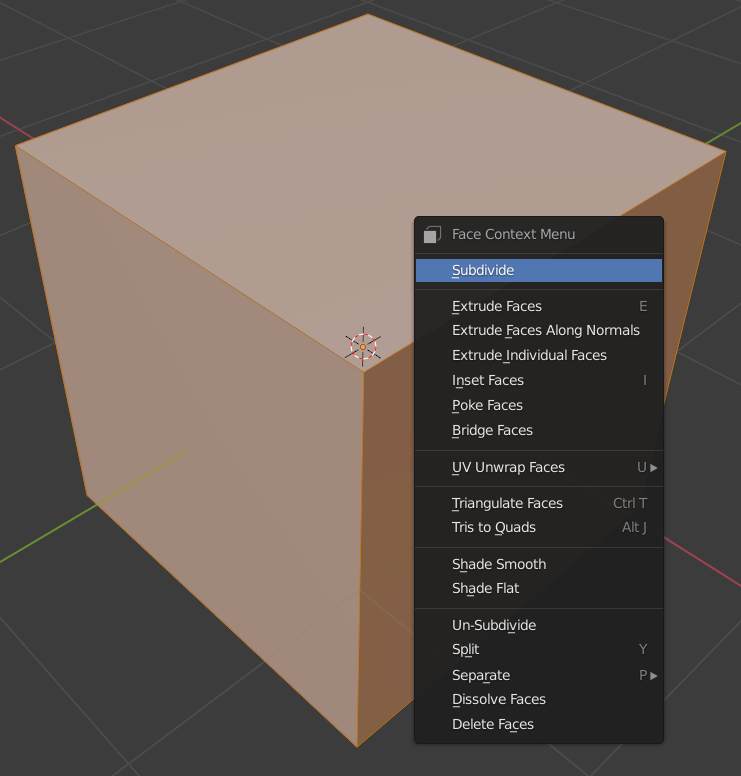 Face Context Menu
Subdivide
Extrude Faces E
Extrude Faces Along Normals
Extrude Individual Faces
Inset Faces I
Poke Faces
Bridge Faces
UV Unwrap Faces U
Triangulate Faces Ctrl T
Tris to Quads Alt J
Shade Smooth
Shade Flat
Un-Subdivide
Split Y
Separate P
Dissolve Faces
Delete Faces